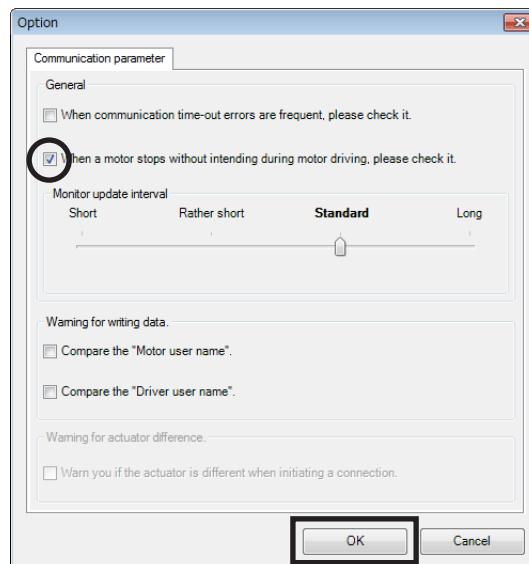 Option
Communication parameter
General
When communication time-out errors are frequent, please check it.
When a motor stops without intending during motor driving, please check it.
Monitor update interval
Short Rather short Standard Long
Warning for writing data.
Compare the "Motor user name".
Compare the "Driver user name".
Warning for actuator difference.
Warn you if the actuator is different when initiating a connection.
OK Cancel